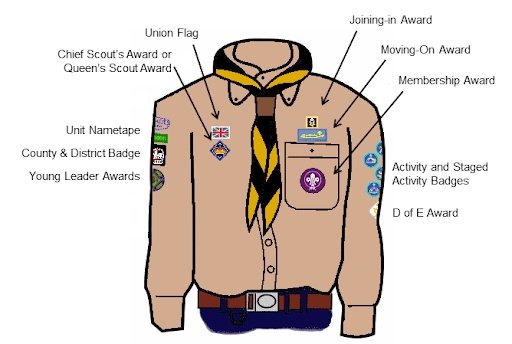 Joining-in Award
Union Flag
Moving-On Award
Chief Scout's Award or
Queen's Scout Award
Membership Award
Unit Nametape
County & District Badge
Young Leader Awards
Activity and Staged
Activity Badges
D of E Award